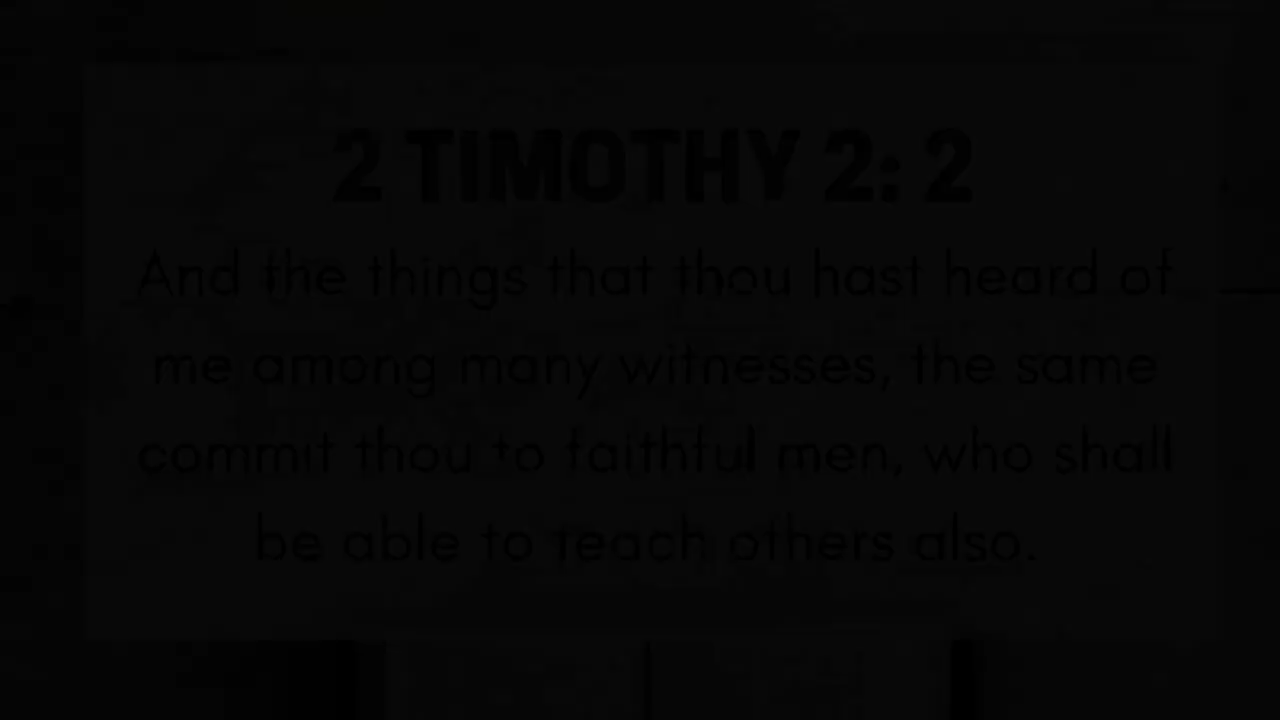 2 TIMOTHY 2: 2
And the things that thou hast heard of
me among many witnesses, the same
commit thou to faithful men, who shall
be able to teach others also.